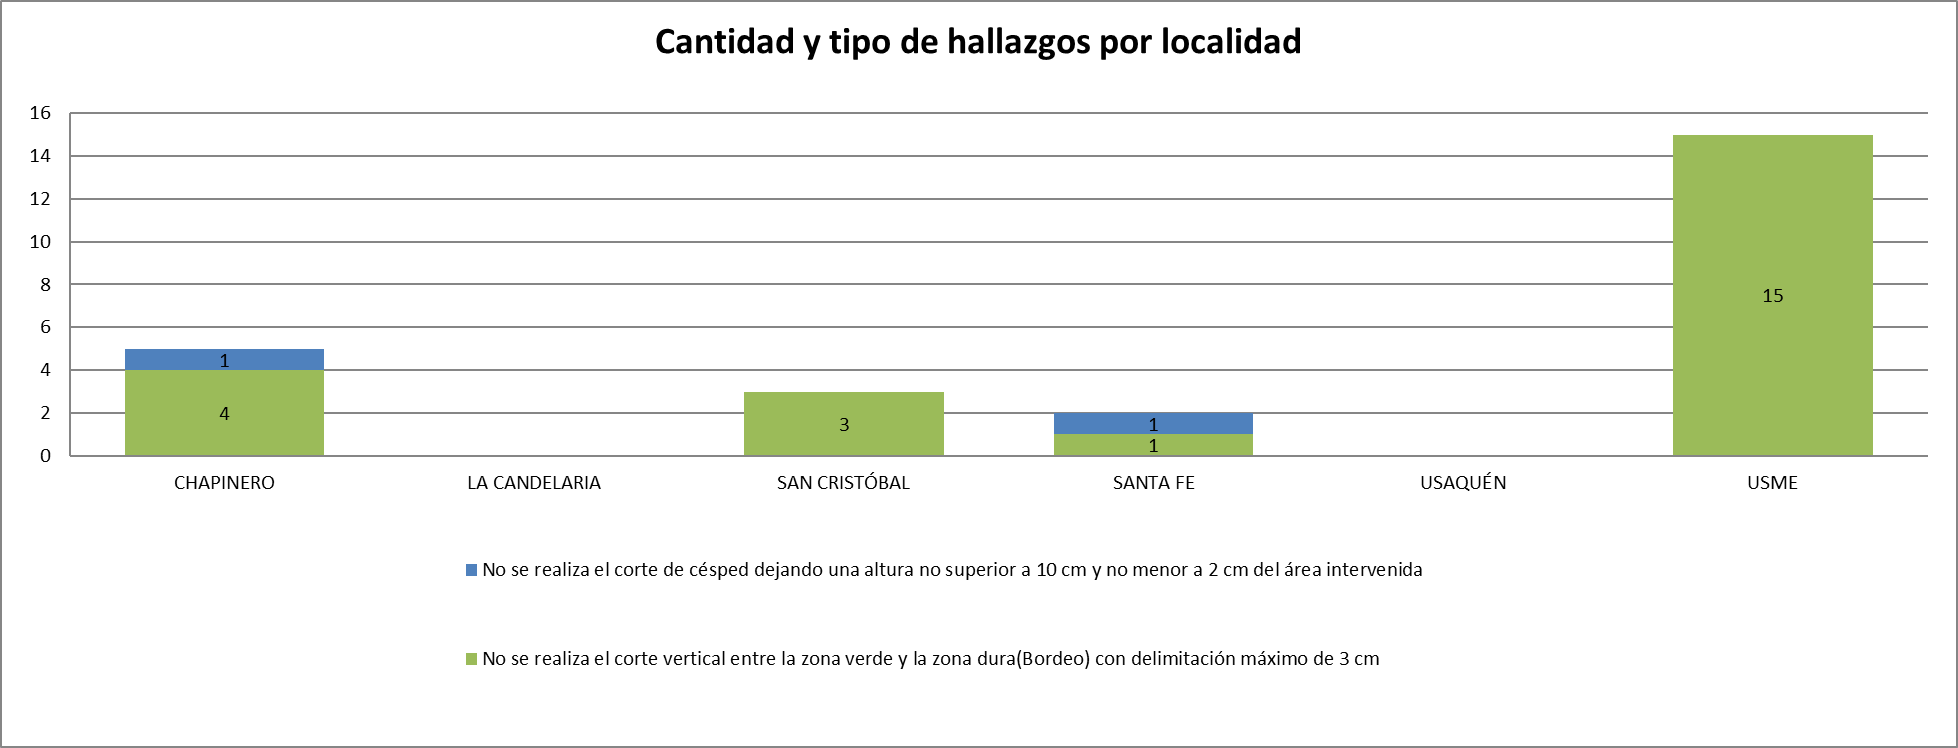 Cantidad y tipo de hallazgos por localidad
16
14
12
10
8
6
4
2
0
1
4
3
1
1
15
CHAPINERO
LA CANDELARIA
SAN CRISTÓBAL
SANTA FE
USAQUÉN
USME
No se realiza el corte de césped dejando una altura no superior a 10 cm y no menor a 2 cm del área intervenida
No se realiza el corte vertical entre la zona verde y la zona dura(Bordeo) con delimitación máximo de 3 cm